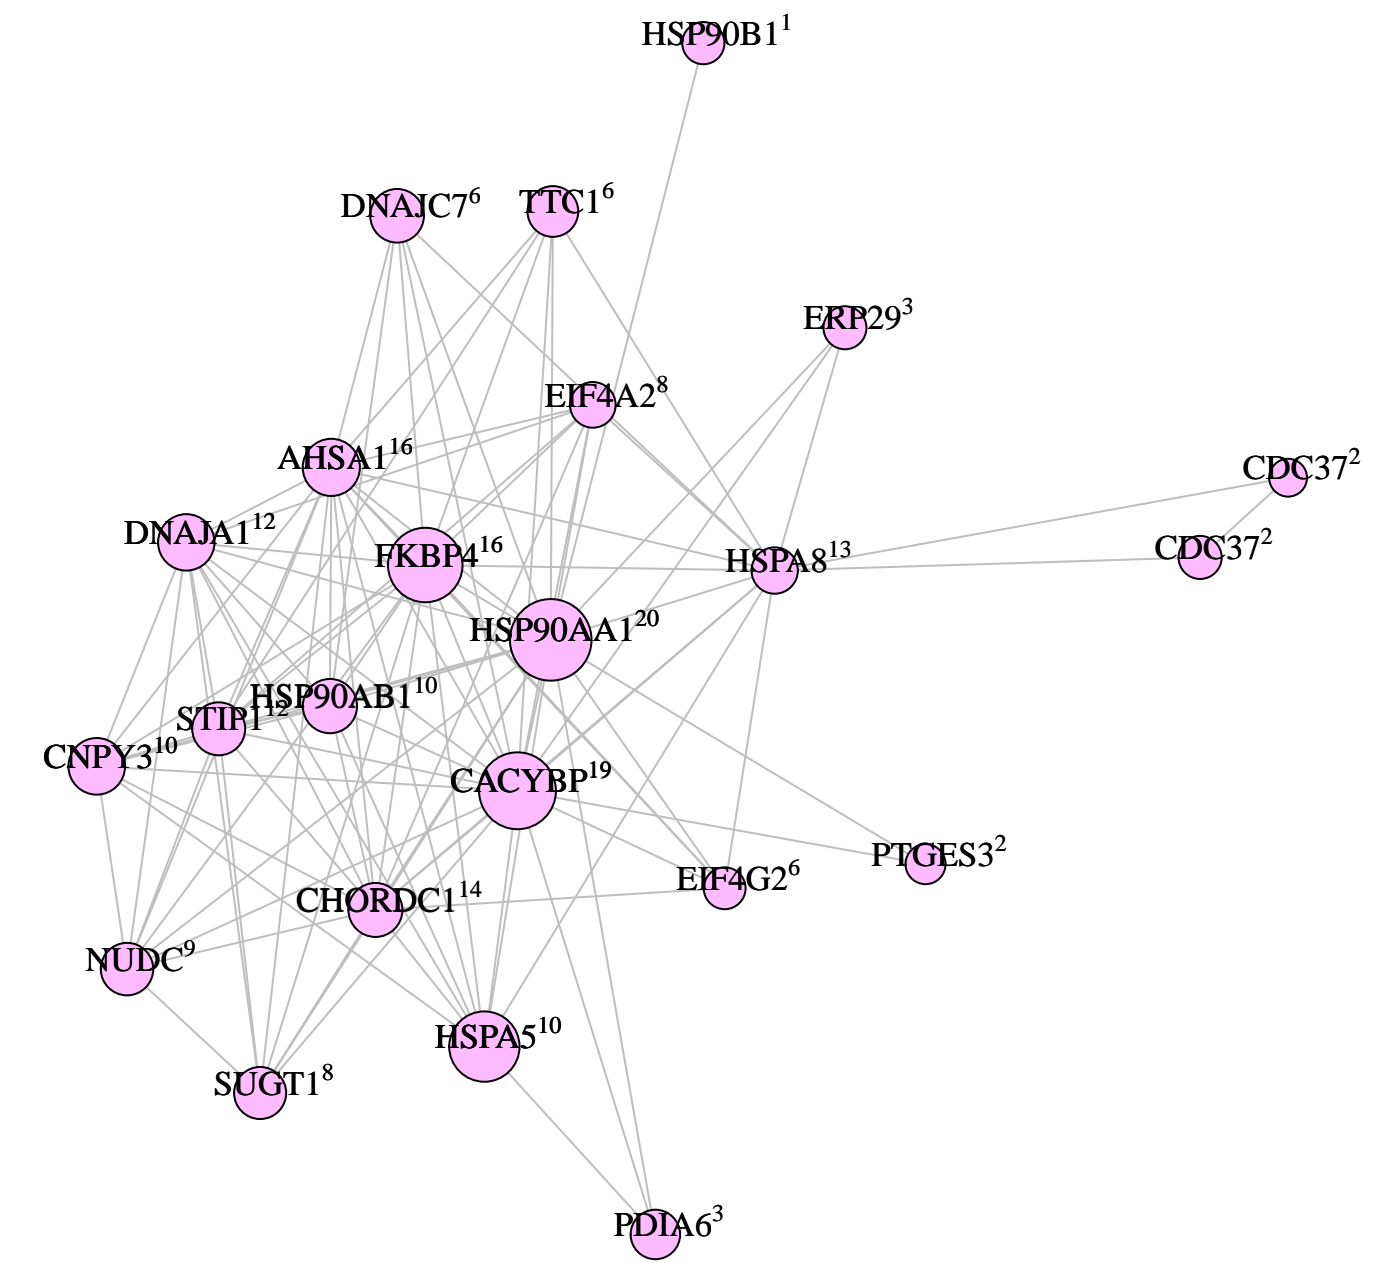 HSP90B1¹
DNAJC7⁶
TTC1⁶
ERP29³
EIF4A2⁸
AHSA1¹⁶
CDC37²
DNAJA1¹²
FKBP4¹⁶
HSPA8¹³
CDC37²
HSP90AA1²⁰
HSP90AB1¹⁰
STIP1¹²
CNPY3¹⁰
CACYBP¹⁹
PTGES3²
EIF4G2⁶
CHORDC1¹⁴
NUDC⁹
HSPA5¹⁰
SUGT1⁸
PDIA6³